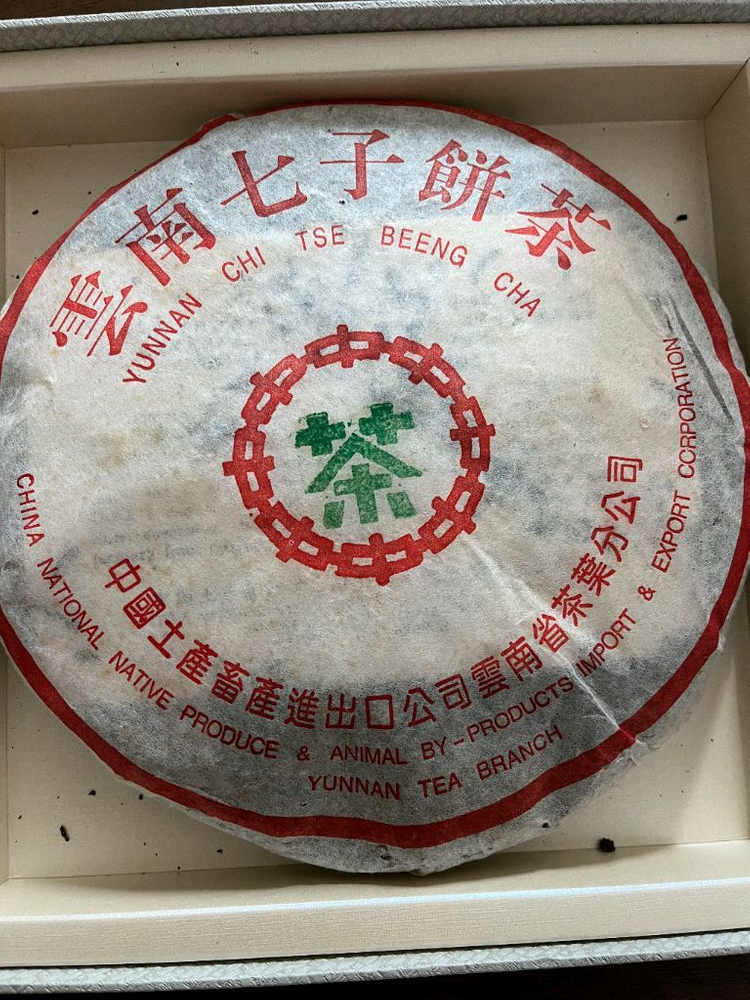 雲南七子餅茶
YUNNAN CHI TSE BEENG CHA
茶
中國土產畜產進出口公司雲南省茶葉分公司
CHINA NATIONAL NATIVE PRODUCE & ANIMAL BY-PRODUCTS IMPORT & EXPORT CORPORATION
YUNNAN TEA BRANCH